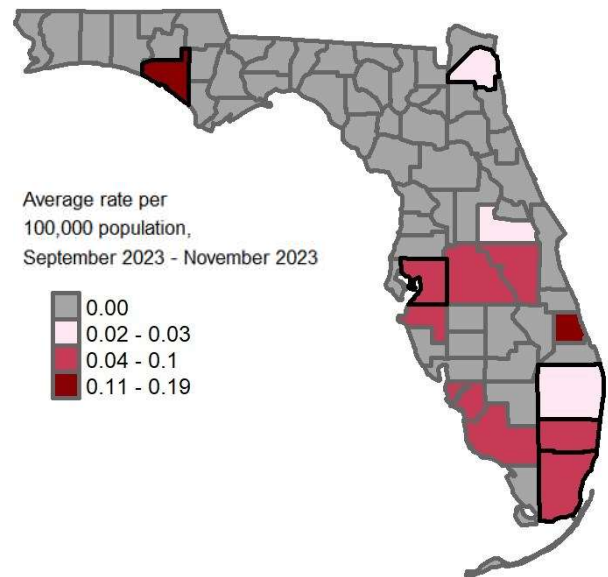 Average rate per
100,000 population,
September 2023 - November 2023
0.00
0.02 - 0.03
0.04 - 0.1
0.11 - 0.19